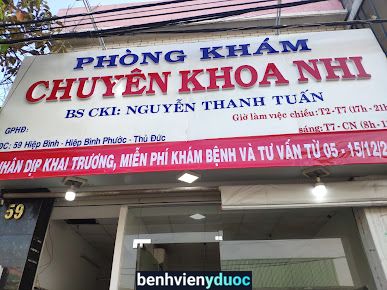 PHÒNG KHÁM
CHUYÊN KHOA NHI
BS CKI: NGUYỄN THANH TUẤN
GPHĐ:
Giờ làm việc chiều: T2-T7 (17h-21
ĐC: 59 Hiệp Bình - Hiệp Bình Phước - Thủ Đức
sáng: T7 - CN (8h-1
NHÂN DỊP KHAI TRƯƠNG, MIỄN PHÍ KHÁM BỆNH VÀ TƯ VẤN TỪ 05 - 15/12/2
59
benhvienyduoc